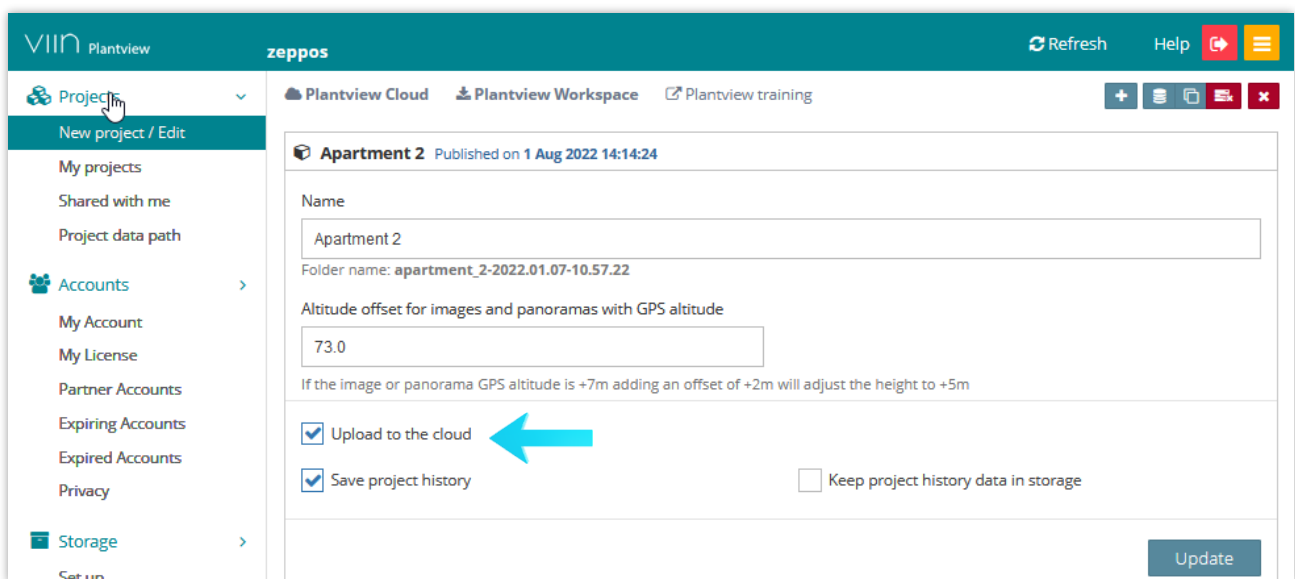 VIIN Plantview
zeppos
Refresh
Help
Projects
New project / Edit
My projects
Shared with me
Project data path
Accounts
My Account
My License
Partner Accounts
Expiring Accounts
Expired Accounts
Privacy
Storage
Set up
Plantview Cloud
Plantview Workspace
Plantview training
Apartment 2 Published on 1 Aug 2022 14:14:24
Name
Apartment 2
Folder name: apartment_2-2022.01.07-10.57.22
Altitude offset for images and panoramas with GPS altitude
73.0
If the image or panorama GPS altitude is +7m adding an offset of +2m will adjust the height to +5m
Upload to the cloud
Save project history
Keep project history data in storage
Update